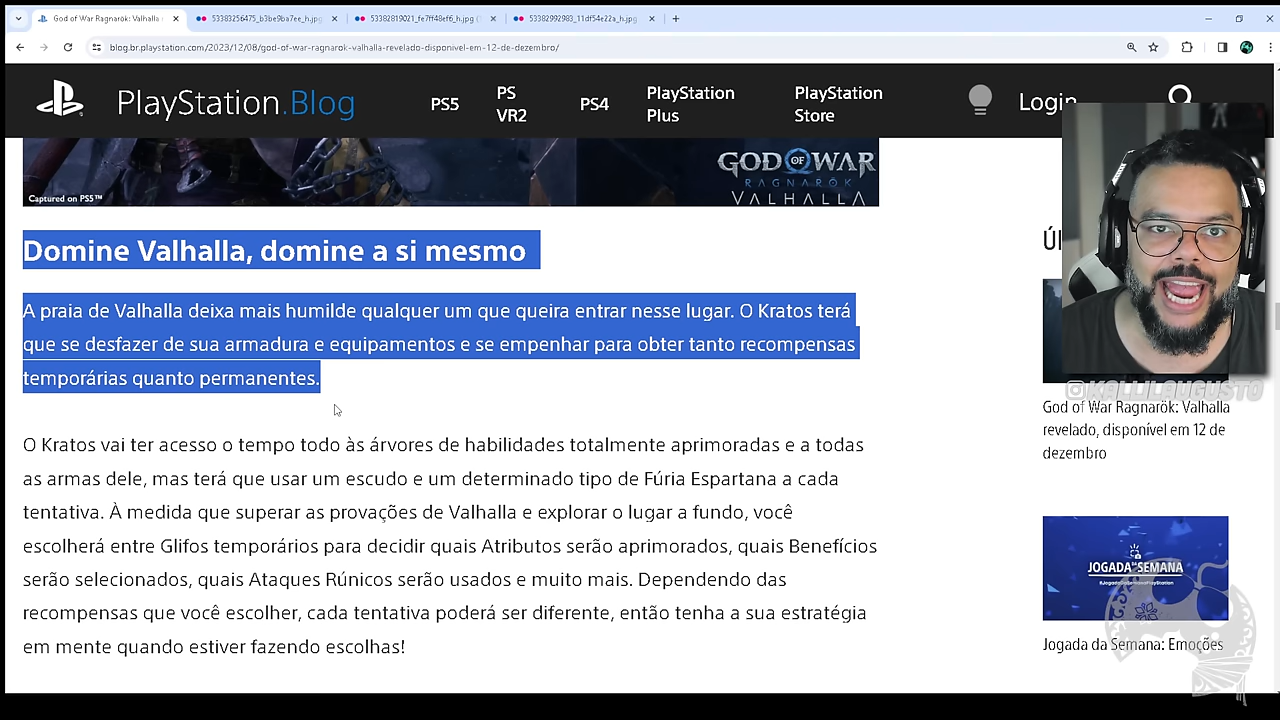 God of War Ragnarök: Valhalla
53383256475_b3be9ba7ee_h.jpg
53382819021_fe7ff48ef6_h.jpg
53382992983_11df54e22a_h.jpg
blog.br.playstation.com/2023/12/08/god-of-war-ragnarok-valhalla-revelado-disponivel-em-12-de-dezembro/
PlayStation.Blog
PS5
PS
VR2
PS4
PlayStation
Plus
PlayStation
Store
Login
Captured on PS5™
GOD OF WAR
RAGNARÖK
VALHALLA
Domine Valhalla, domine a si mesmo
A praia de Valhalla deixa mais humilde qualquer um que queira entrar nesse lugar. O Kratos terá
que se desfazer de sua armadura e equipamentos e se empenhar para obter tanto recompensas
temporárias quanto permanentes.
O Kratos vai ter acesso o tempo todo às árvores de habilidades totalmente aprimoradas e a todas
as armas dele, mas terá que usar um escudo e um determinado tipo de Fúria Espartana a cada
tentativa. À medida que superar as provações de Valhalla e explorar o lugar a fundo, você
escolherá entre Glifos temporários para decidir quais Atributos serão aprimorados, quais Benefícios
serão selecionados, quais Ataques Rúnicos serão usados e muito mais. Dependendo das
recompensas que você escolher, cada tentativa poderá ser diferente, então tenha a sua estratégia
em mente quando estiver fazendo escolhas!
KALLILAUGUSTO
God of War Ragnarök: Valhalla
revelado, disponível em 12 de
dezembro
JOGADA DA SEMANA
#JogadaDaSemanaPlayStation
Jogada da Semana: Emoções